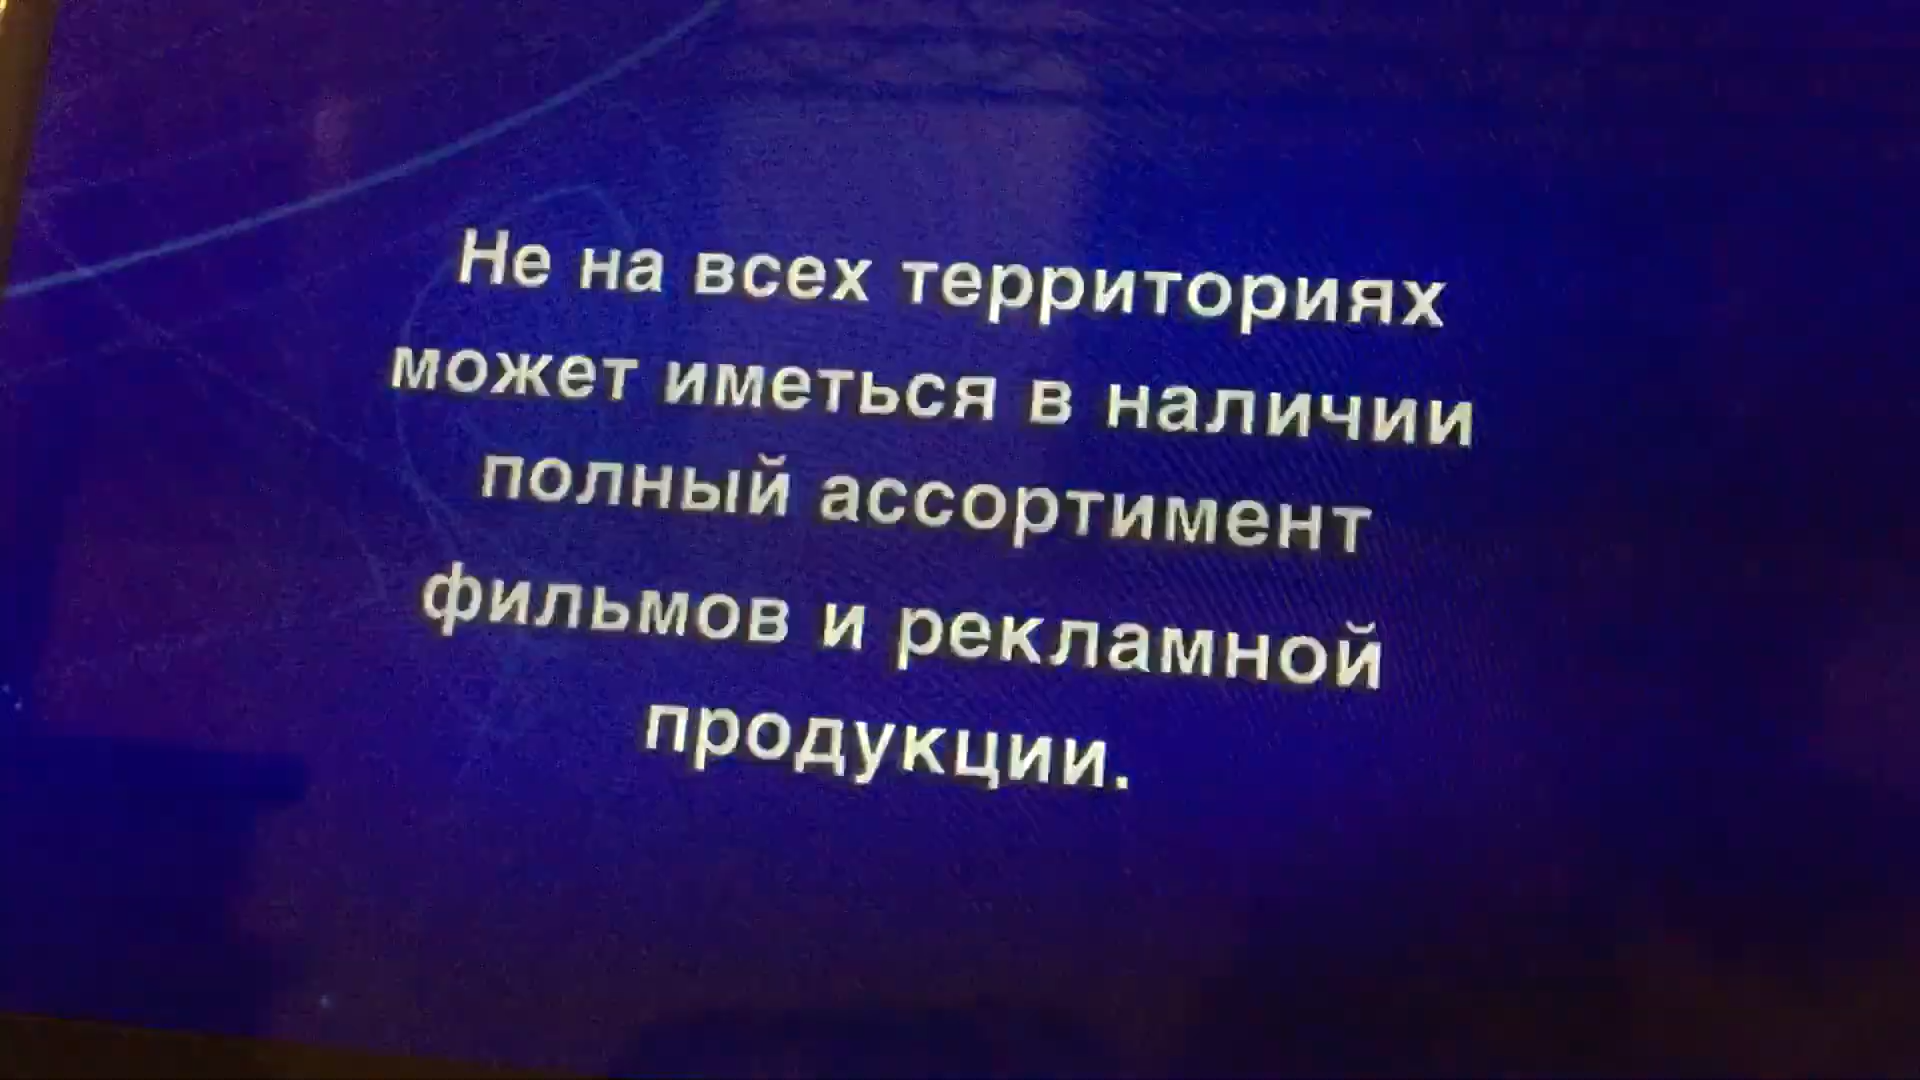 Не на всех территориях
может иметься в наличии
полный ассортимент
фильмов и рекламной
продукции.